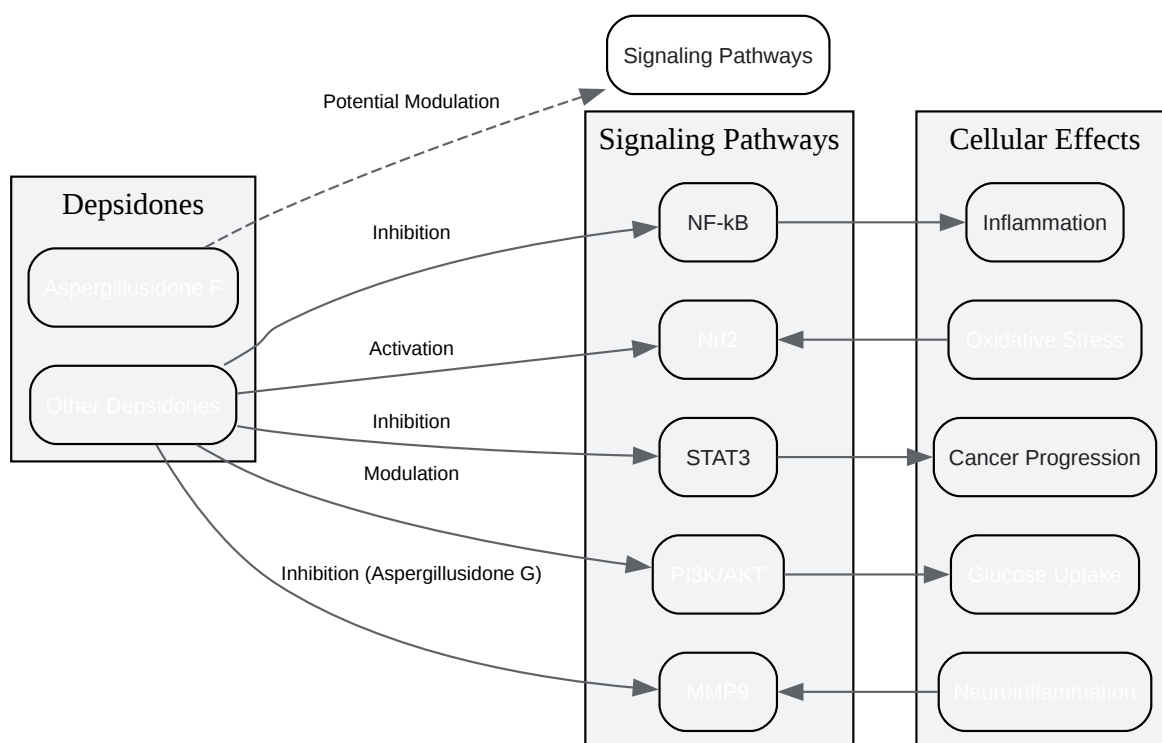 Signaling Pathways
Potential Modulation
Signaling Pathways
Cellular Effects
Depsidones
Inhibition
NF-kB
Inflammation
Aspergillusidone F
Activation
Nrf2
Oxidative Stress
Other Depsidones
Inhibition
STAT3
Cancer Progression
Modulation
Inhibition (Aspergillusidone G)
PI3K/AKT
Glucose Uptake
MMP9
Neuroinflammation